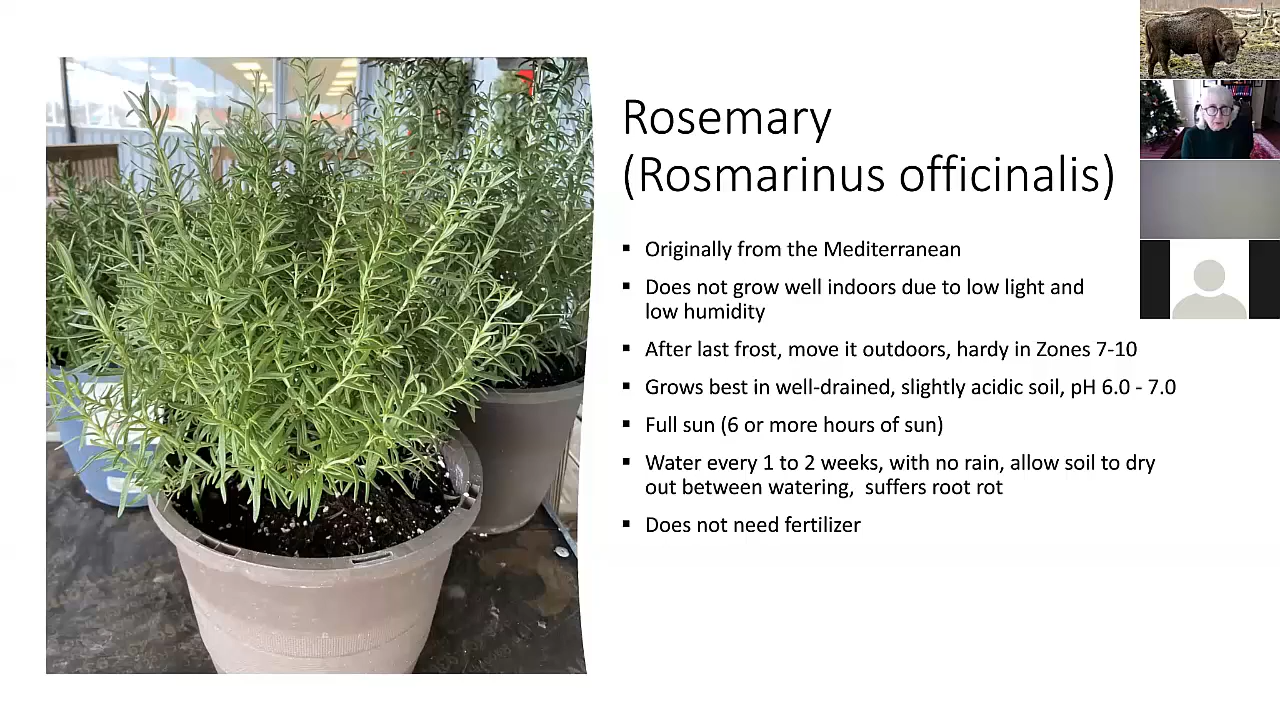 Rosemary
(Rosmarinus officinalis)
▪ Originally from the Mediterranean
▪ Does not grow well indoors due to low light and
low humidity
▪ After last frost, move it outdoors, hardy in Zones 7-10
▪ Grows best in well-drained, slightly acidic soil, pH 6.0 - 7.0
▪ Full sun (6 or more hours of sun)
▪ Water every 1 to 2 weeks, with no rain, allow soil to dry
out between watering,  suffers root rot
▪ Does not need fertilizer